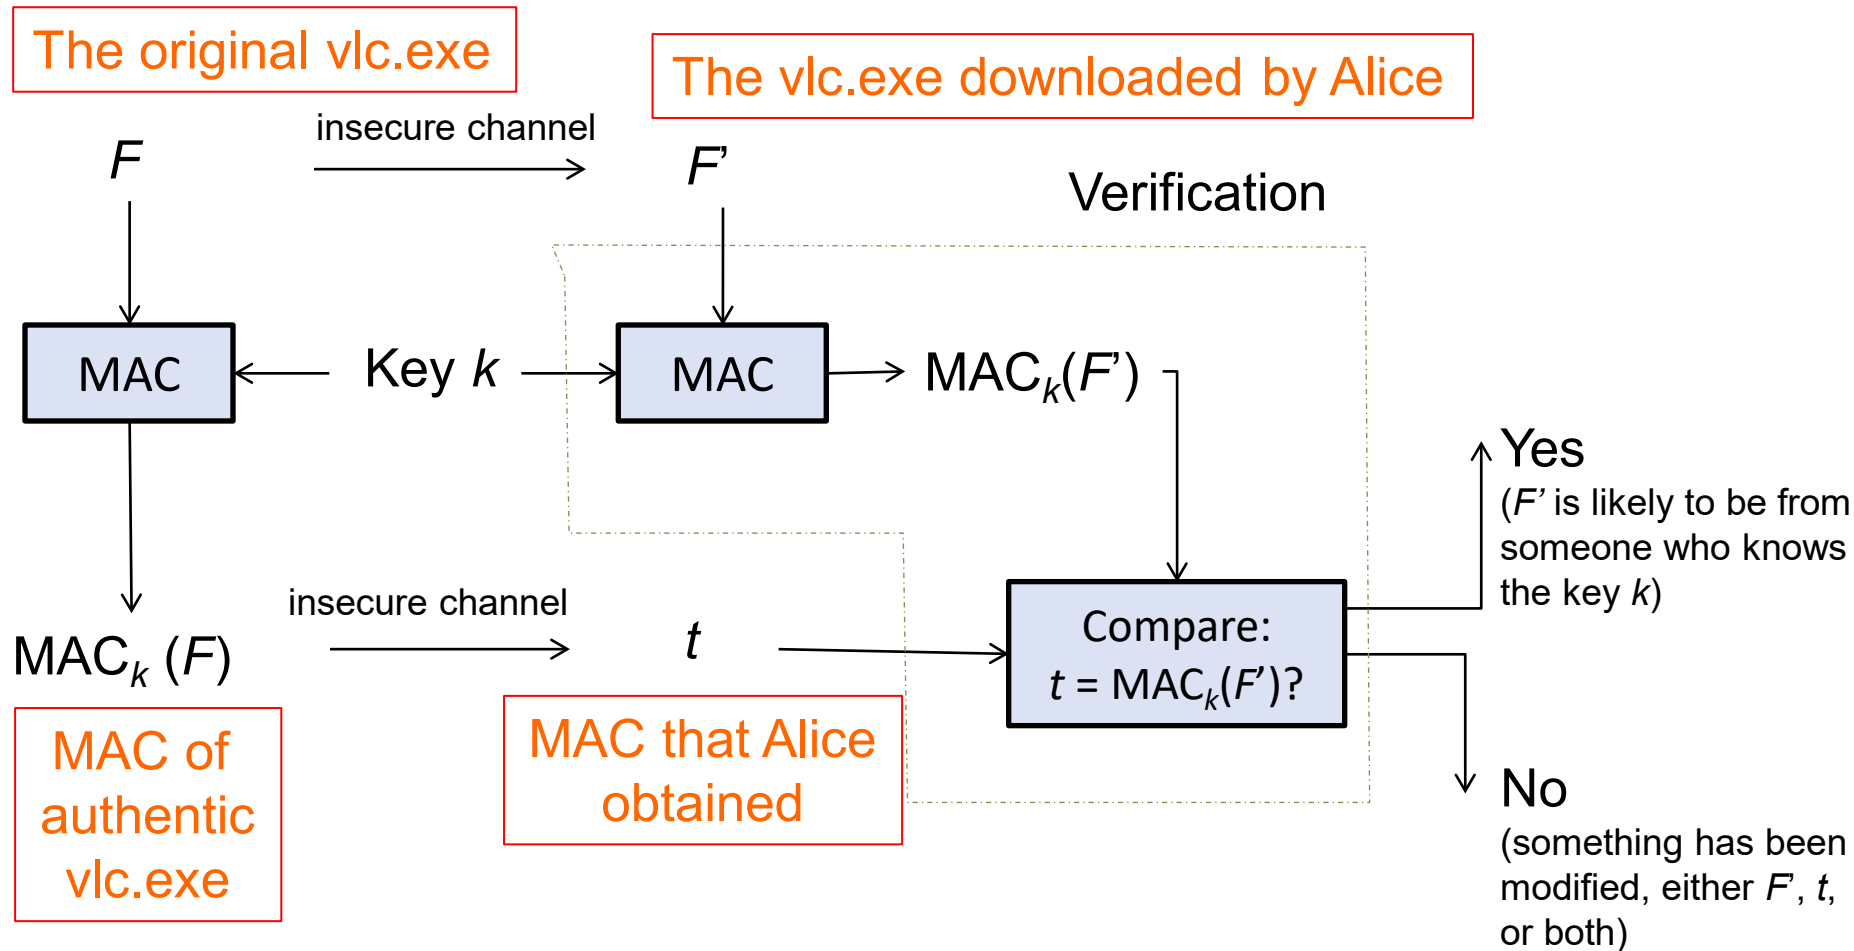 The original vlc.exe
The vlc.exe downloaded by Alice
insecure channel
F
F’
Verification
MAC
Key k
MAC
MACk(F’)
Yes
(F’ is likely to be from
someone who knows
the key k)
insecure channel
MACk (F)
t
Compare:
t = MACk(F’)?
MAC of
authentic
vlc.exe
MAC that Alice
obtained
No
(something has been
modified, either F’, t,
or both)